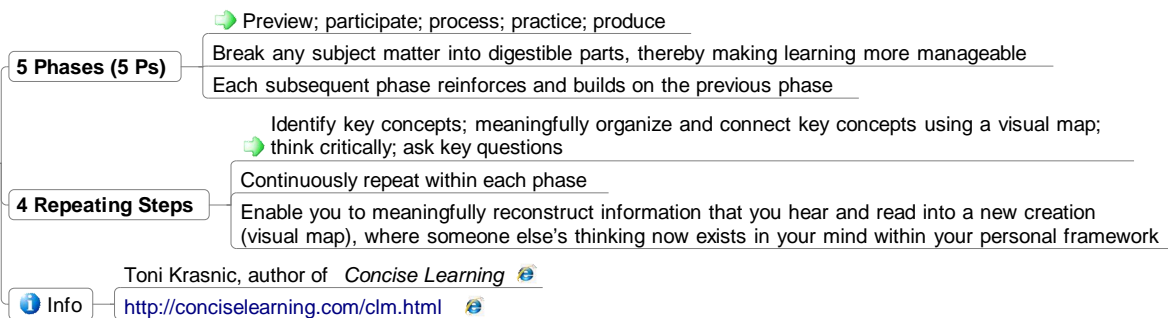 5 Phases (5 Ps)
Preview; participate; process; practice; produce
Break any subject matter into digestible parts, thereby making learning more manageable
Each subsequent phase reinforces and builds on the previous phase
4 Repeating Steps
Identify key concepts; meaningfully organize and connect key concepts using a visual map;
think critically; ask key questions
Continuously repeat within each phase
Enable you to meaningfully reconstruct information that you hear and read into a new creation
(visual map), where someone else’s thinking now exists in your mind within your personal framework
Info
Toni Krasnic, author of Concise Learning
http://conciselearning.com/clm.html